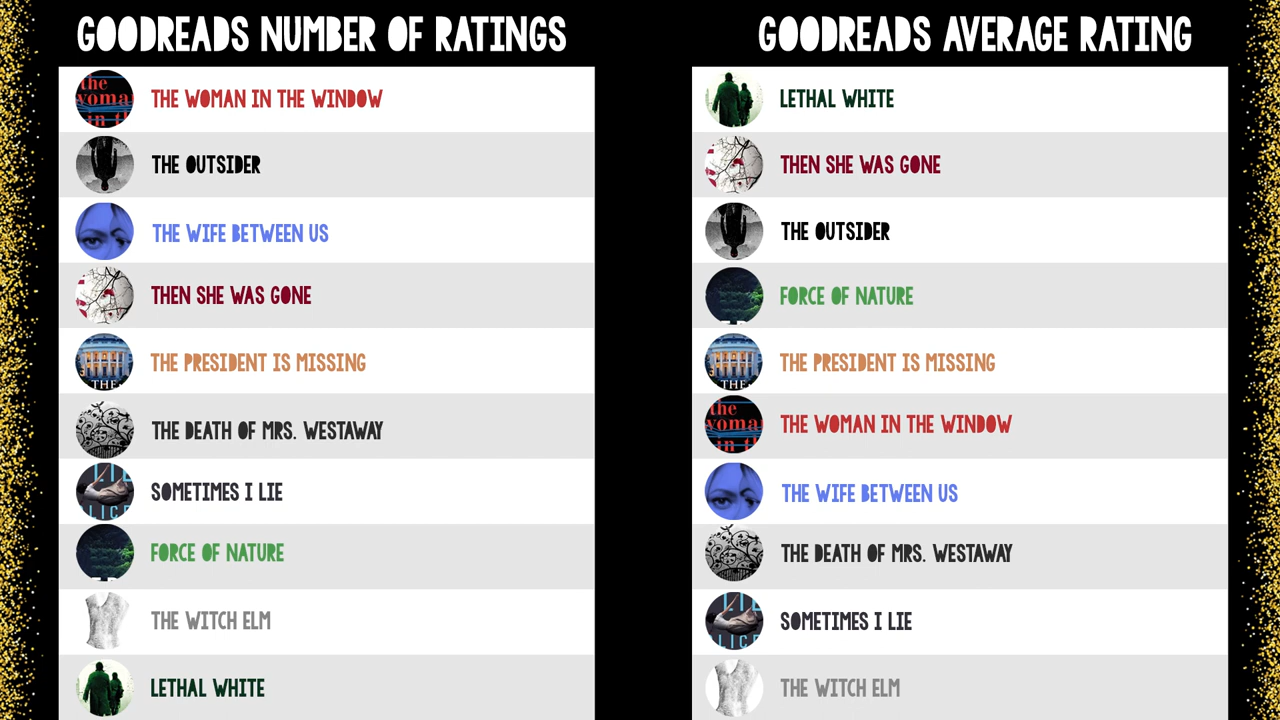 GOODREADS NUMBER OF RATINGS
THE WOMAN IN THE WINDOW
THE OUTSIDER
THE WIFE BETWEEN US
THEN SHE WAS GONE
THE PRESIDENT IS MISSING
THE DEATH OF MRS. WESTAWAY
SOMETIMES I LIE
FORCE OF NATURE
THE WITCH ELM
LETHAL WHITE
GOODREADS AVERAGE RATING
LETHAL WHITE
THEN SHE WAS GONE
THE OUTSIDER
FORCE OF NATURE
THE PRESIDENT IS MISSING
THE WOMAN IN THE WINDOW
THE WIFE BETWEEN US
THE DEATH OF MRS. WESTAWAY
SOMETIMES I LIE
THE WITCH ELM